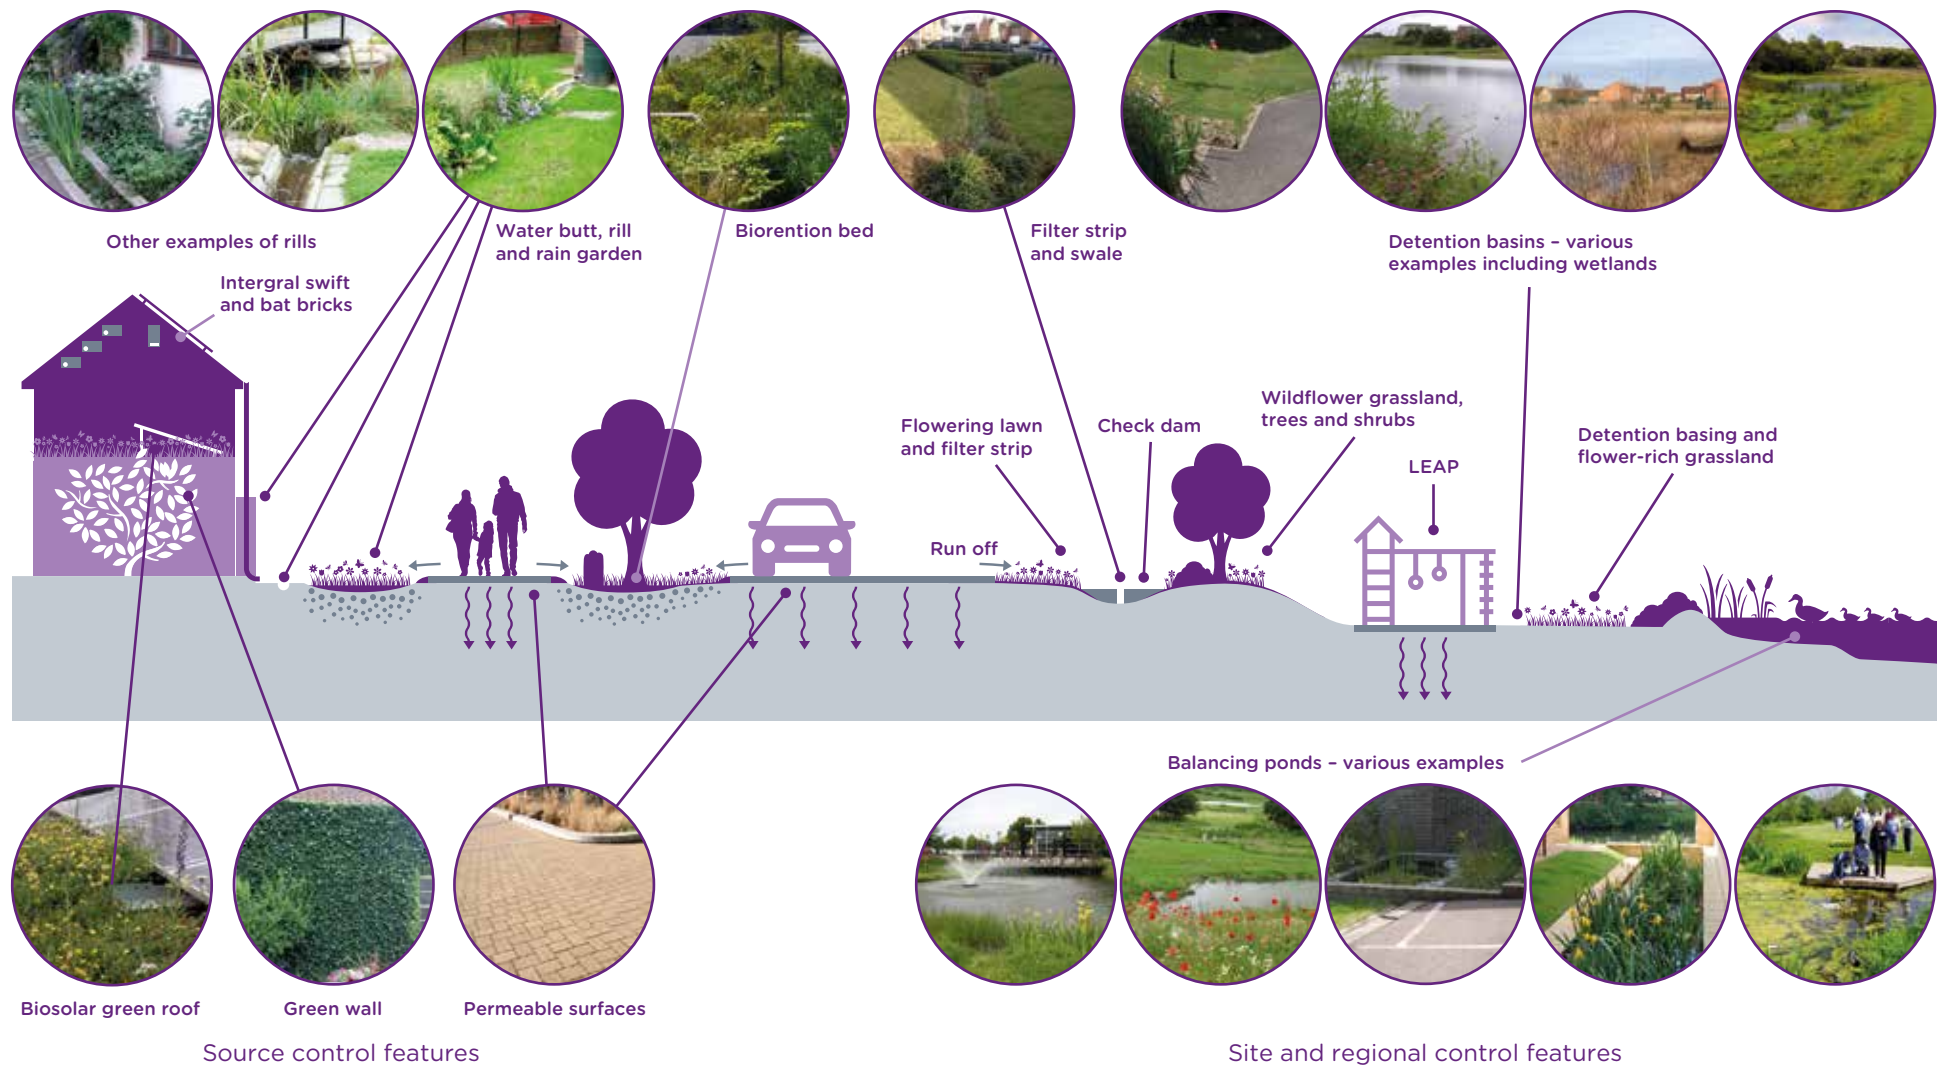 Other examples of rills
Water butt, rill
and rain garden
Biorention bed
Filter strip
and swale
Detention basins – various
examples including wetlands
Intergral swift
and bat bricks
Flowering lawn
and filter strip
Check dam
Wildflower grassland,
trees and shrubs
LEAP
Detention basing and
flower-rich grassland
Run off
Balancing ponds – various examples
Biosolar green roof
Green wall
Permeable surfaces
Source control features
Site and regional control features